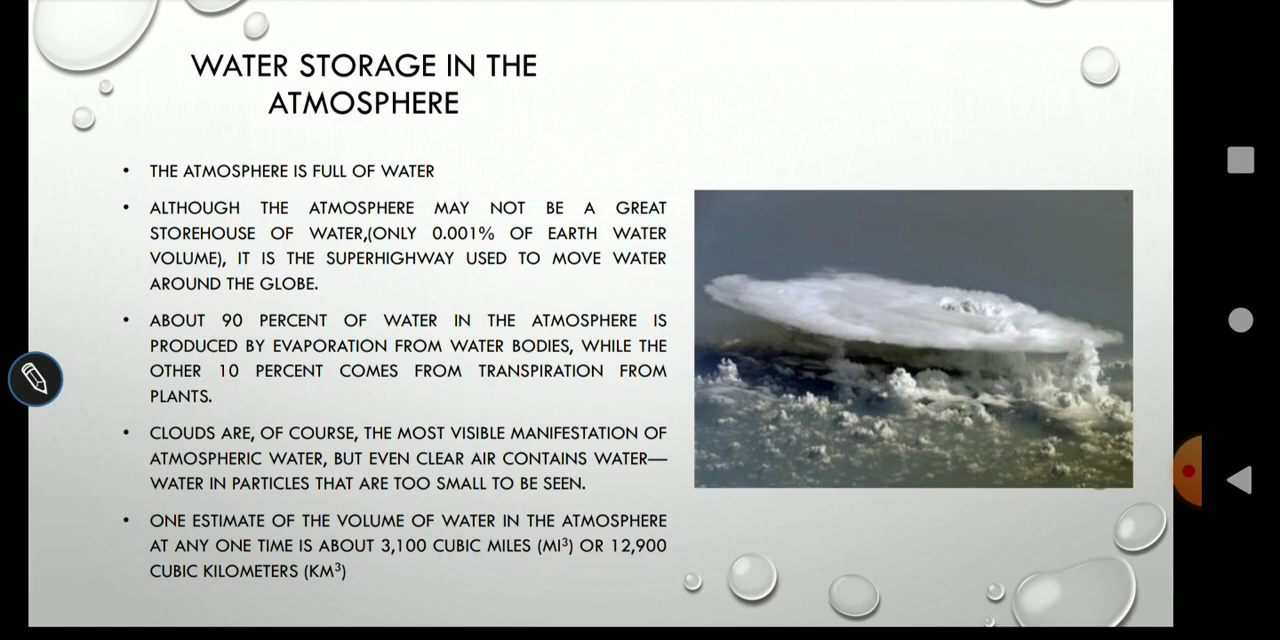 WATER STORAGE IN THE
ATMOSPHERE
• THE ATMOSPHERE IS FULL OF WATER
• ALTHOUGH THE ATMOSPHERE MAY NOT BE A GREAT
STOREHOUSE OF WATER,(ONLY 0.001% OF EARTH WATER
VOLUME), IT IS THE SUPERHIGHWAY USED TO MOVE WATER
AROUND THE GLOBE.
• ABOUT 90 PERCENT OF WATER IN THE ATMOSPHERE IS
PRODUCED BY EVAPORATION FROM WATER BODIES, WHILE THE
OTHER 10 PERCENT COMES FROM TRANSPIRATION FROM
PLANTS.
• CLOUDS ARE, OF COURSE, THE MOST VISIBLE MANIFESTATION OF
ATMOSPHERIC WATER, BUT EVEN CLEAR AIR CONTAINS WATER—
WATER IN PARTICLES THAT ARE TOO SMALL TO BE SEEN.
• ONE ESTIMATE OF THE VOLUME OF WATER IN THE ATMOSPHERE
AT ANY ONE TIME IS ABOUT 3,100 CUBIC MILES (MI³) OR 12,900
CUBIC KILOMETERS (KM³)